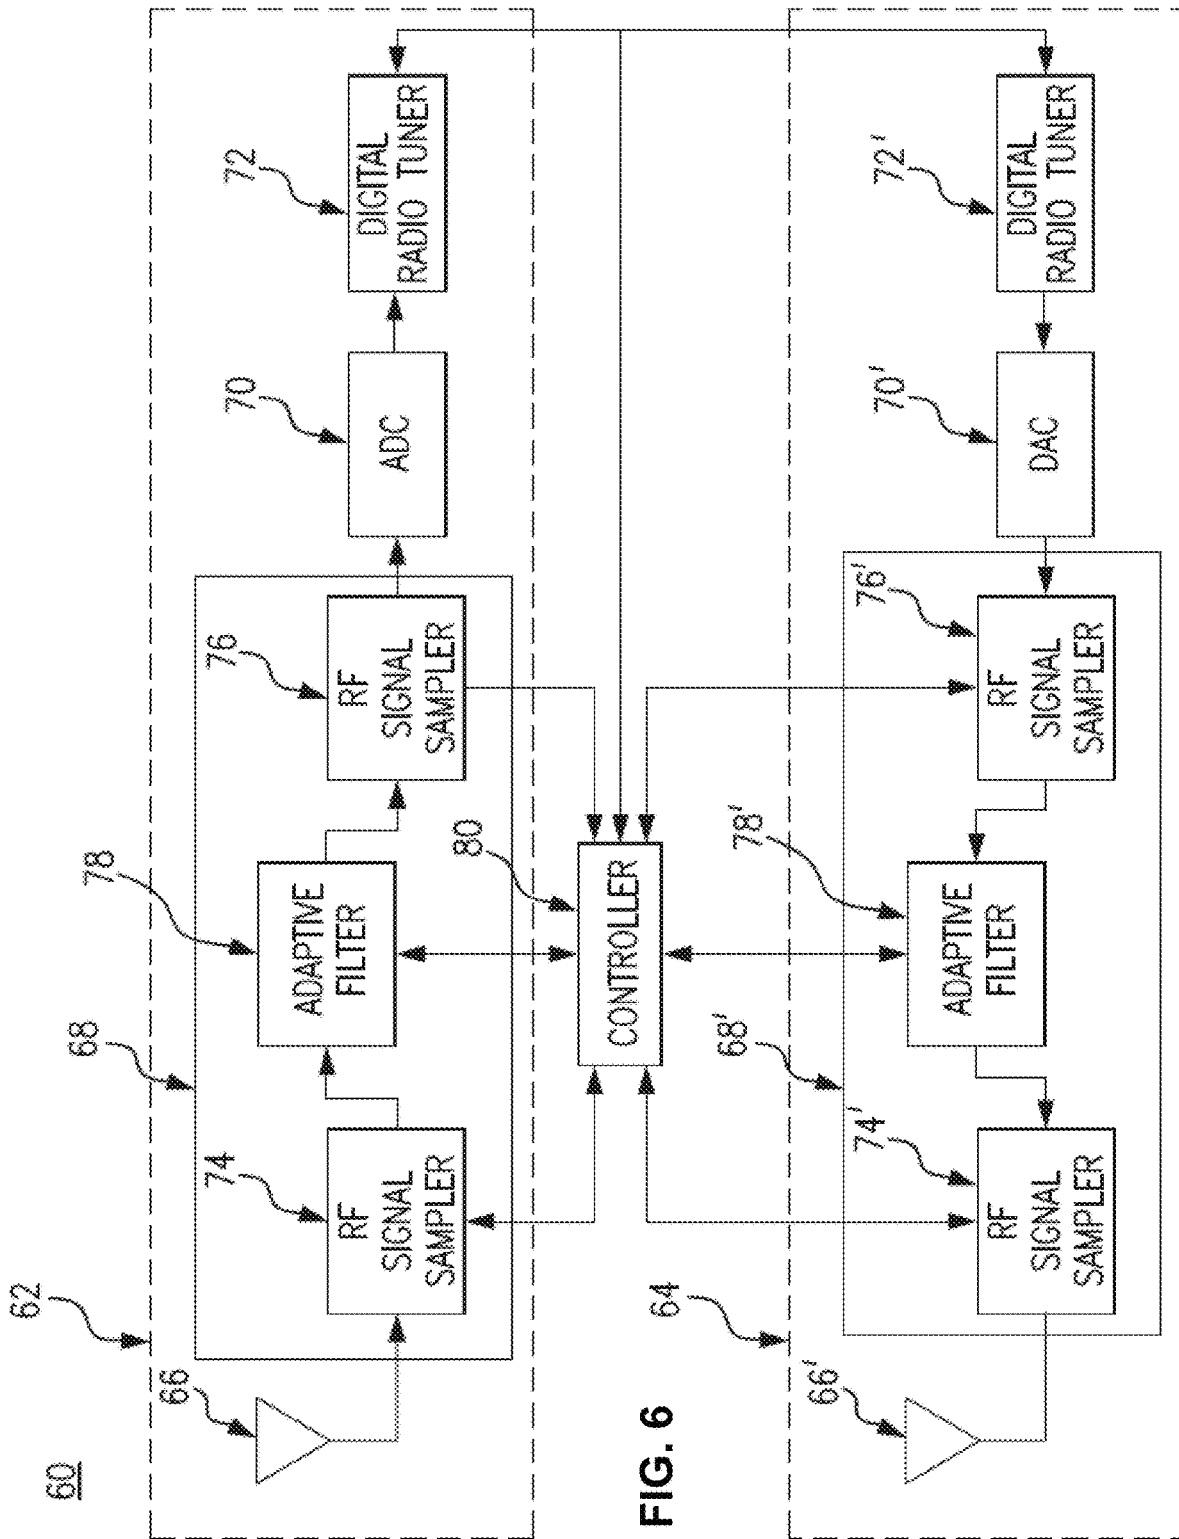 60
62
66
68
74
RF
SIGNAL
SAMPLER
78
ADAPTIVE
FILTER
76
RF
SIGNAL
SAMPLER
70
ADC
72
DIGITAL
RADIO TUNER
80
CONTROLLER
64
66'
68'
74'
RF
SIGNAL
SAMPLER
78'
ADAPTIVE
FILTER
76'
RF
SIGNAL
SAMPLER
70'
DAC
72'
DIGITAL
RADIO TUNER
FIG. 6